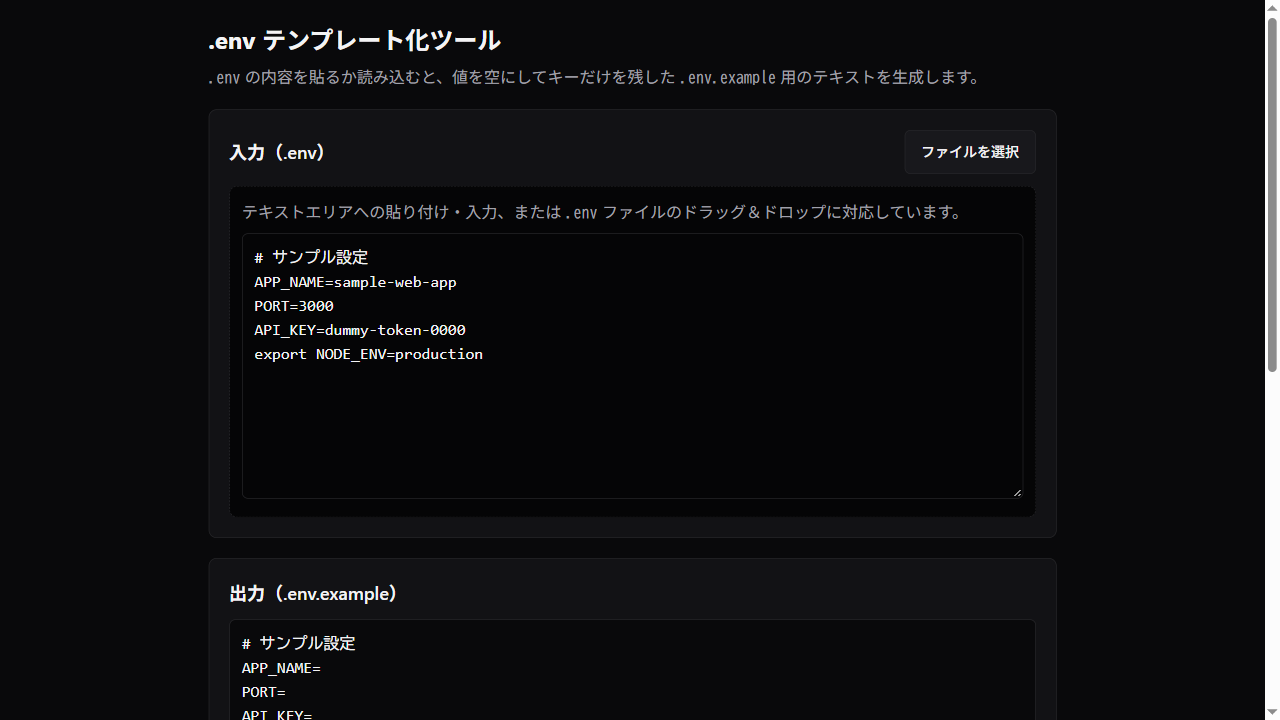 .env テンプレート化ツール
.env の内容を貼るか読み込むと、値を空にしてキーだけを残した .env.example 用のテキストを生成します。
入力（.env）
ファイルを選択
テキストエリアへの貼り付け・入力、または .env ファイルのドラッグ＆ドロップに対応しています。
# サンプル設定
APP_NAME=sample-web-app
PORT=3000
API_KEY=dummy-token-0000
export NODE_ENV=production
出力（.env.example）
# サンプル設定
APP_NAME=
PORT=
API_KEY=